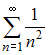 ∑_{n=1}^{∞} 1/n²